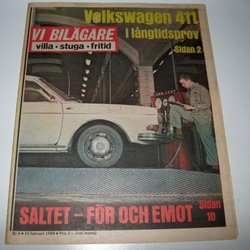 Volkswagen 411
i långtidsprov
Sidan 2
VI BILÄGARE
villa • stuga • fritid
SALTET – FÖR OCH EMOT
Sidan
10